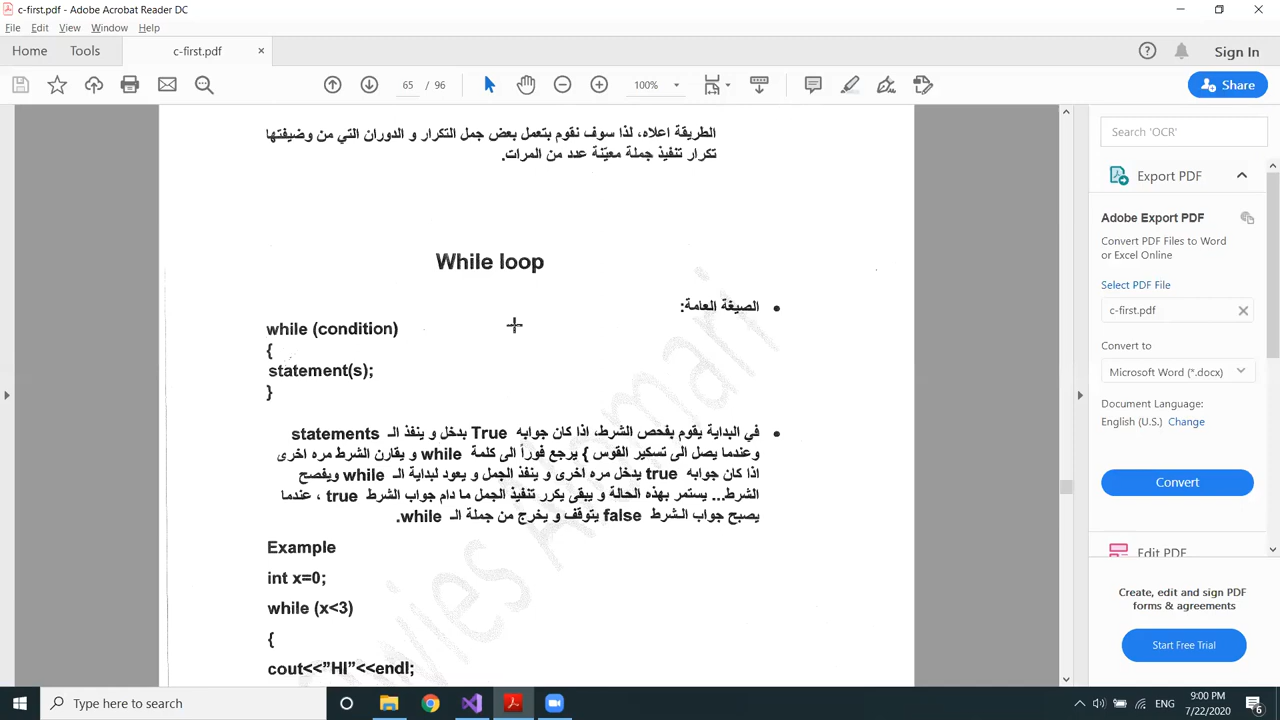 c-first.pdf - Adobe Acrobat Reader DC
File Edit View Window Help
Home Tools c-first.pdf × Sign In
65 / 96 100% Share
الطريقة اعلاه، لذا سوف نقوم بتعمل بعض جمل التكرار و الدوران التي من وضيفتها
تكرار تنفيذ جملة معيّنة عدد من المرات.
While loop
• الصيغة العامة:
while (condition)
{
statement(s);
}
• في البداية يقوم بفحص الشرط، اذا كان جوابه True بدخل و ينفذ الـ statements
وعندما يصل الى تسكير القوس } يرجع فوراً الى كلمة while و يقارن الشرط مره اخرى
اذا كان جوابه true يدخل مره اخرى و ينفذ الجمل و يعود لبداية الـ while ويفصح
الشرط... يستمر بهذه الحالة و يبقى يكرر تنفيذ الجمل ما دام جواب الشرط true ، عندما
يصبح جواب الشرط false يتوقف و يخرج من جملة الـ while.
Example
int x=0;
while (x<3)
{
cout<<”HI”<<endl;
Search 'OCR'
Export PDF
Adobe Export PDF
Convert PDF Files to Word
or Excel Online
Select PDF File
c-first.pdf
Convert to
Microsoft Word (*.docx)
Document Language:
English (U.S.) Change
Convert
Edit PDF
Create, edit and sign PDF
forms & agreements
Start Free Trial
Type here to search
ENG
9:00 PM
7/22/2020
6